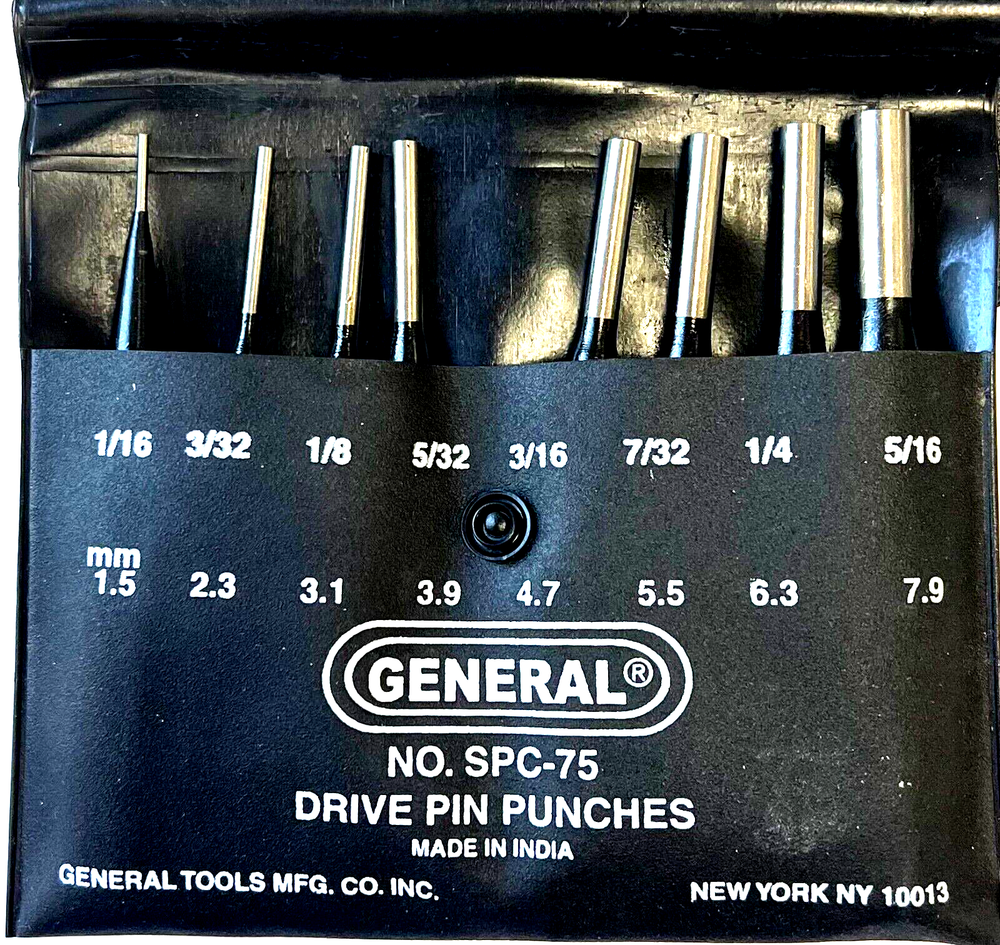 1/16 3/32 1/8 5/32 3/16 7/32 1/4 5/16
mm
1.5 2.3 3.1 3.9 4.7 5.5 6.3 7.9
GENERAL®
NO. SPC-75
DRIVE PIN PUNCHES
MADE IN INDIA
GENERAL TOOLS MFG. CO. INC. NEW YORK NY 10013